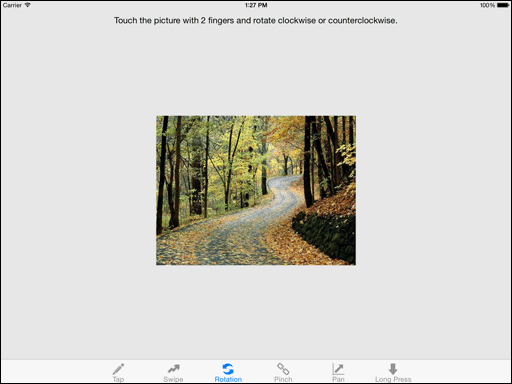 Carrier 1:27 PM 100%
Touch the picture with 2 fingers and rotate clockwise or counterclockwise.
Tap Swipe Rotation Pinch Pan Long Press